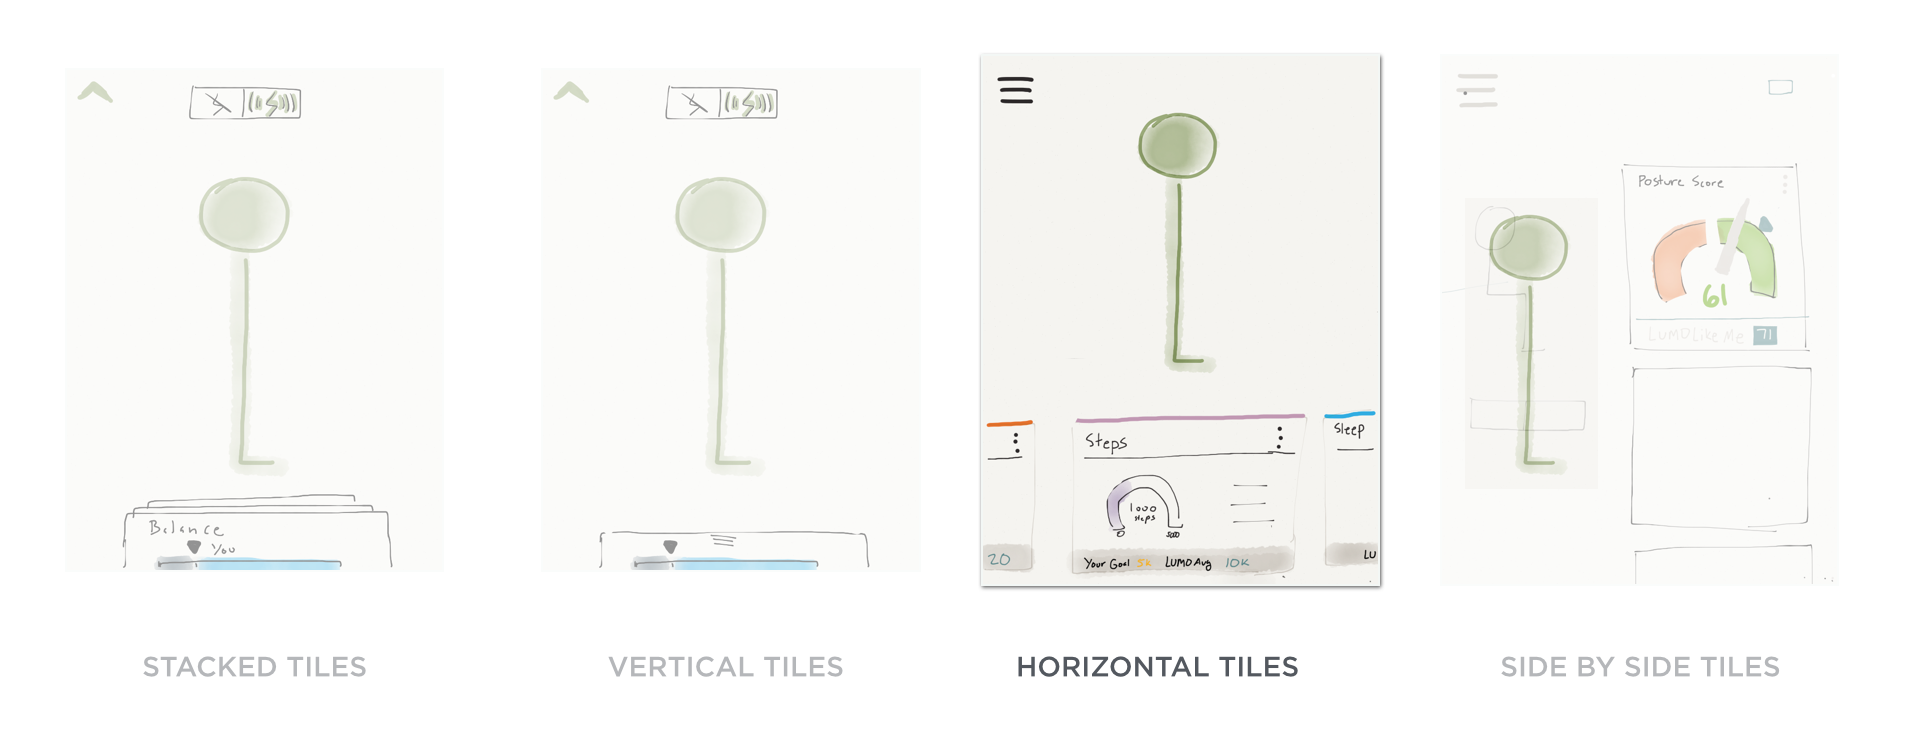 Balance
You
Steps
1000
steps
0
5000
20
Your Goal 5K LUMO Avg 10K
Sleep
LU
Posture Score
61
LUMO Like Me 71
STACKED TILES
VERTICAL TILES
HORIZONTAL TILES
SIDE BY SIDE TILES